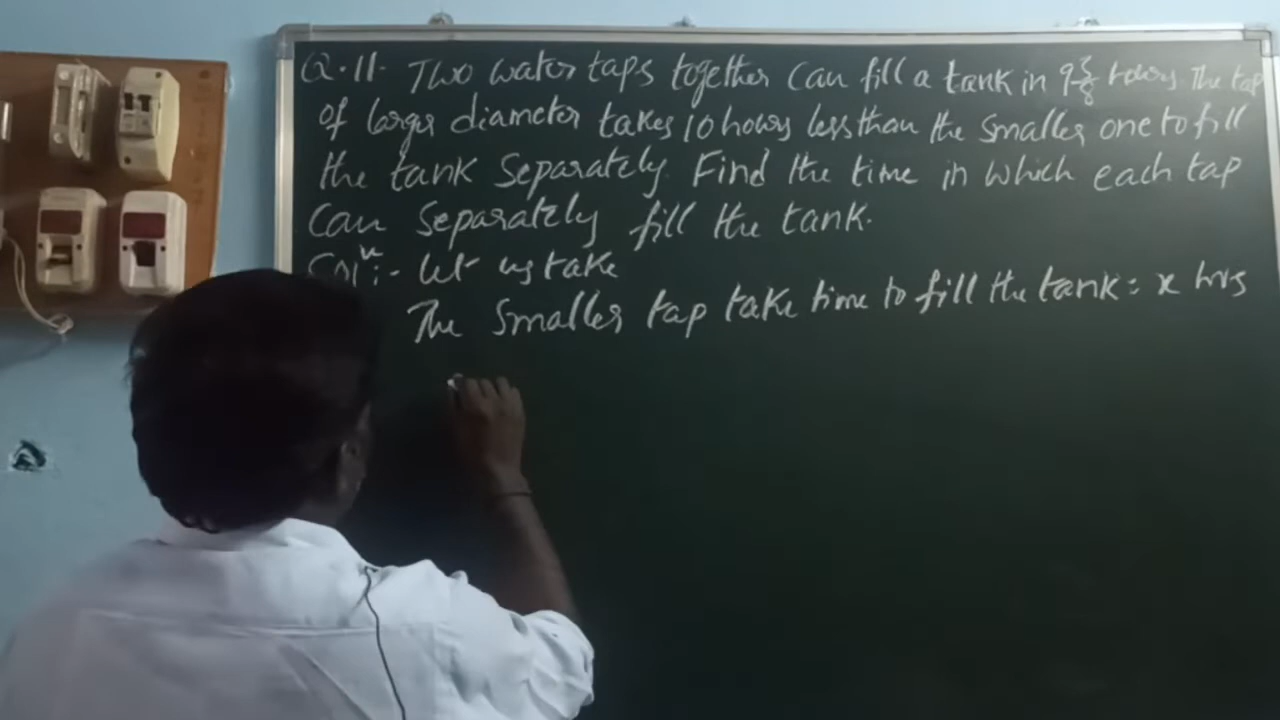 Q.11. Two water taps together can fill a tank in 9 3/8 hours The tap
of larger diameter takes 10 hours less than the smaller one to fill
the tank Separately. Find the time in which each tap
can Separately fill the tank.
Solⁿ:- Let us take
The Smaller tap take time to fill the tank = x hrs